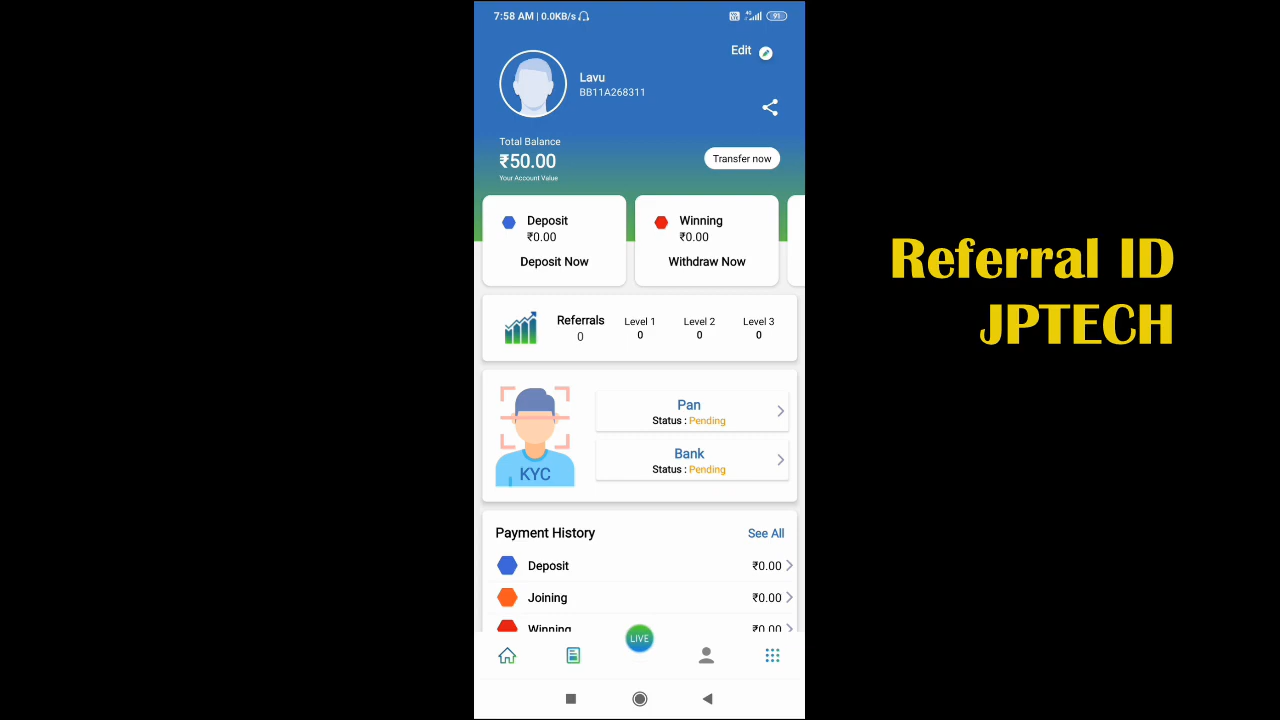 7:58 AM | 0.0KB/s
4G
91
Edit
Lavu
BB11A268311
Total Balance
₹50.00
Transfer now
Your Account Value
Deposit
₹0.00
Deposit Now
Winning
₹0.00
Withdraw Now
Referral ID
JPTECH
Referrals
0
Level 1
0
Level 2
0
Level 3
0
Pan
Status : Pending
Bank
Status : Pending
KYC
Payment History
See All
Deposit
₹0.00
Joining
₹0.00
Winning
₹0.00
LIVE